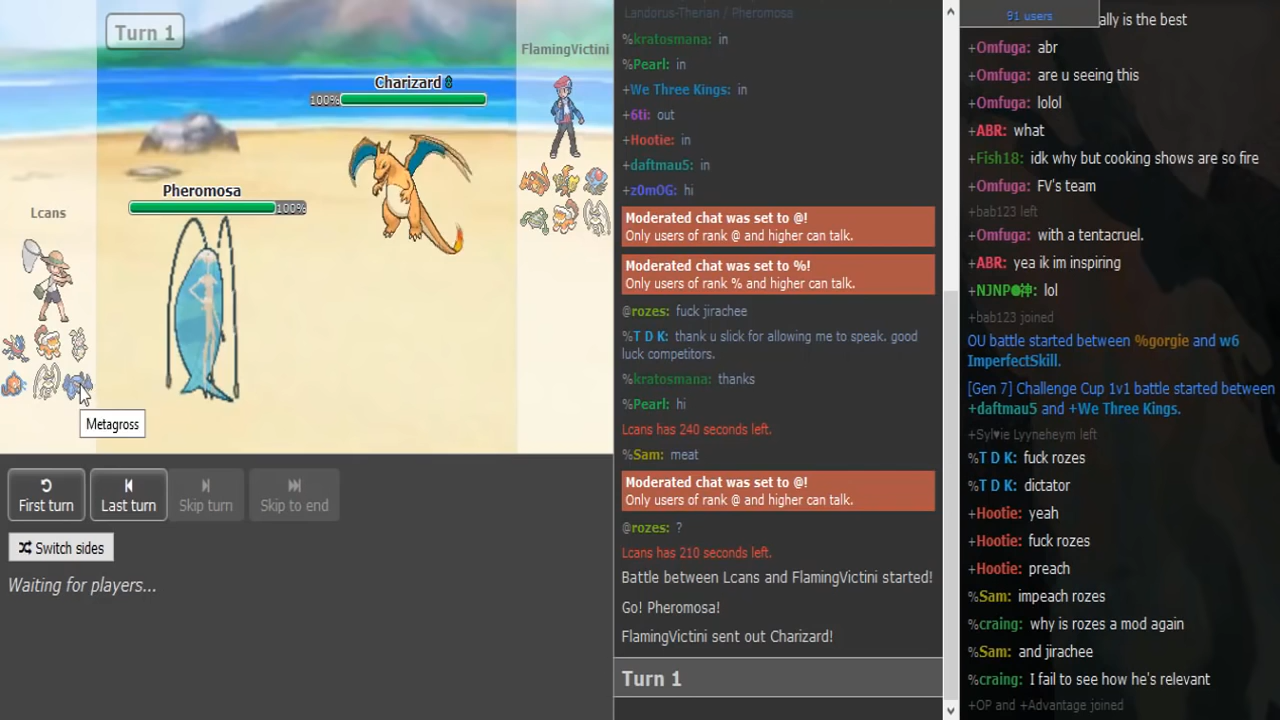 Turn 1
FlamingVictini
Charizard
100%
Pheromosa
100%
Lcans
Metagross
First turn
Last turn
Skip turn
Skip to end
Switch sides
Waiting for players...
Landorus-Therian / Pheromosa
%kratosmana: in
%Pearl: in
+We Three Kings: in
+6ti: out
+Hootie: in
+daftmau5: in
+z0mOG: hi
Moderated chat was set to @!
Only users of rank @ and higher can talk.
Moderated chat was set to %!
Only users of rank % and higher can talk.
@rozes: fuck jirachee
%T D K: thank u slick for allowing me to speak. good
luck competitors.
%kratosmana: thanks
%Pearl: hi
Lcans has 240 seconds left.
%Sam: meat
Moderated chat was set to @!
Only users of rank @ and higher can talk.
@rozes: ?
Lcans has 210 seconds left.
Battle between Lcans and FlamingVictini started!
Go! Pheromosa!
FlamingVictini sent out Charizard!
Turn 1
91 users
ally is the best
+Omfuga: abr
+Omfuga: are u seeing this
+Omfuga: lolol
+ABR: what
+Fish18: idk why but cooking shows are so fire
+Omfuga: FV's team
+bab123 left
+Omfuga: with a tentacruel.
+ABR: yea ik im inspiring
+NJNP●神: lol
+bab123 joined
OU battle started between %gorgie and w6
ImperfectSkill.
[Gen 7] Challenge Cup 1v1 battle started between
+daftmau5 and +We Three Kings.
+Syl♥ie Lyyneheym left
%T D K: fuck rozes
%T D K: dictator
+Hootie: yeah
+Hootie: fuck rozes
+Hootie: preach
%Sam: impeach rozes
%craing: why is rozes a mod again
%Sam: and jirachee
%craing: I fail to see how he's relevant
+OP and +Advantage joined